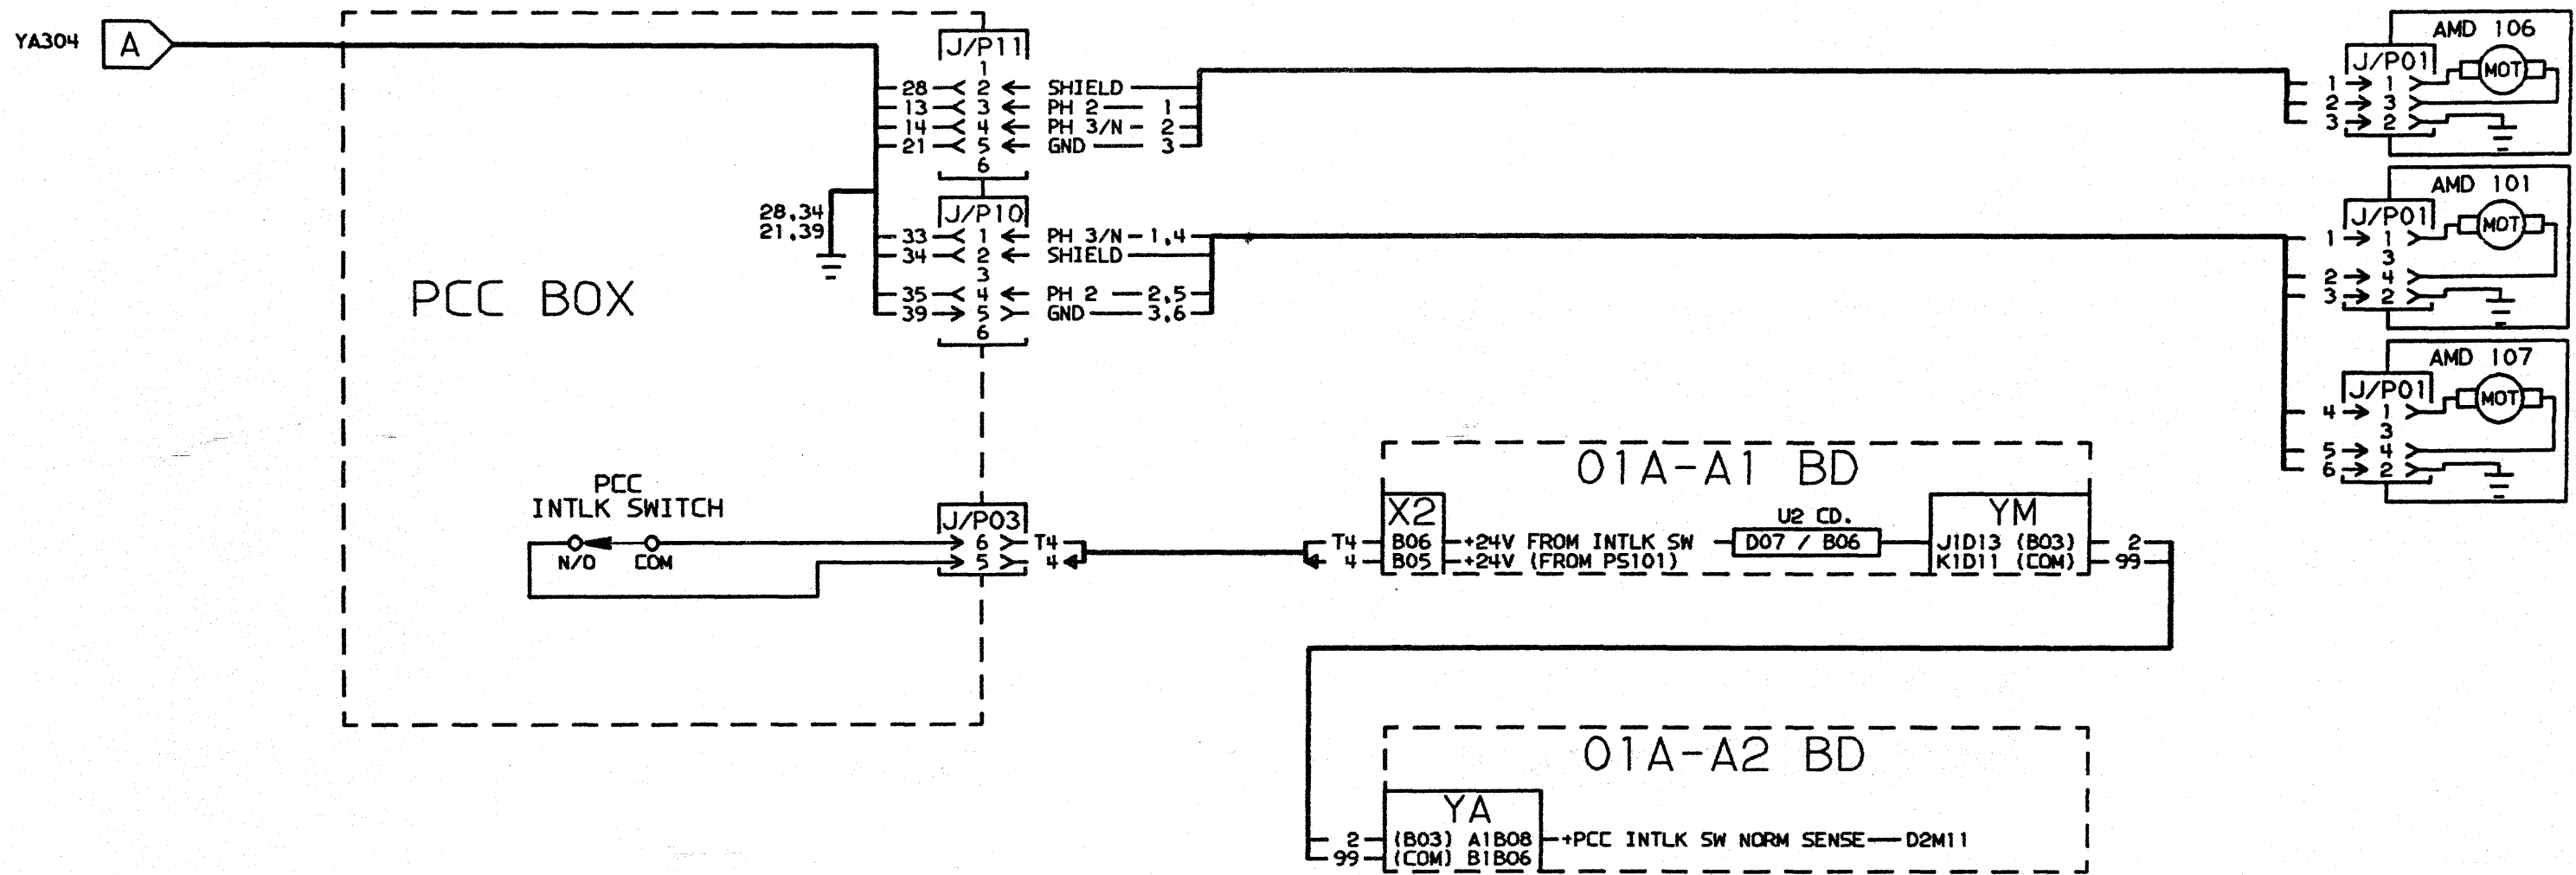 YA304 A
J/P11
1
28 2 SHIELD
13 3 PH 2 1
14 4 PH 3/N 2
21 5 GND 3
6
28,34
21,39
J/P10
33 1 PH 3/N 1,4
34 2 SHIELD
3
35 4 PH 2 2,5
39 5 GND 3,6
6
PCC BOX
AMD 106
J/P01
MOT
1 1
2 3
3 2
AMD 101
J/P01
MOT
1 1
3
2 4
3 2
AMD 107
J/P01
MOT
4 1
3
5 4
6 2
PCC
INTLK SWITCH
N/O COM
J/P03
6 T4
5 4
01A-A1 BD
X2
T4 B06 +24V FROM INTLK SW
4 B05 +24V (FROM PS101)
U2 CD.
D07 / B06
YM
J1D13 (B03) 2
K1D11 (COM) 99
01A-A2 BD
YA
2 (B03) A1B08 +PCC INTLK SW NORM SENSE D2M11
99 (COM) B1B06